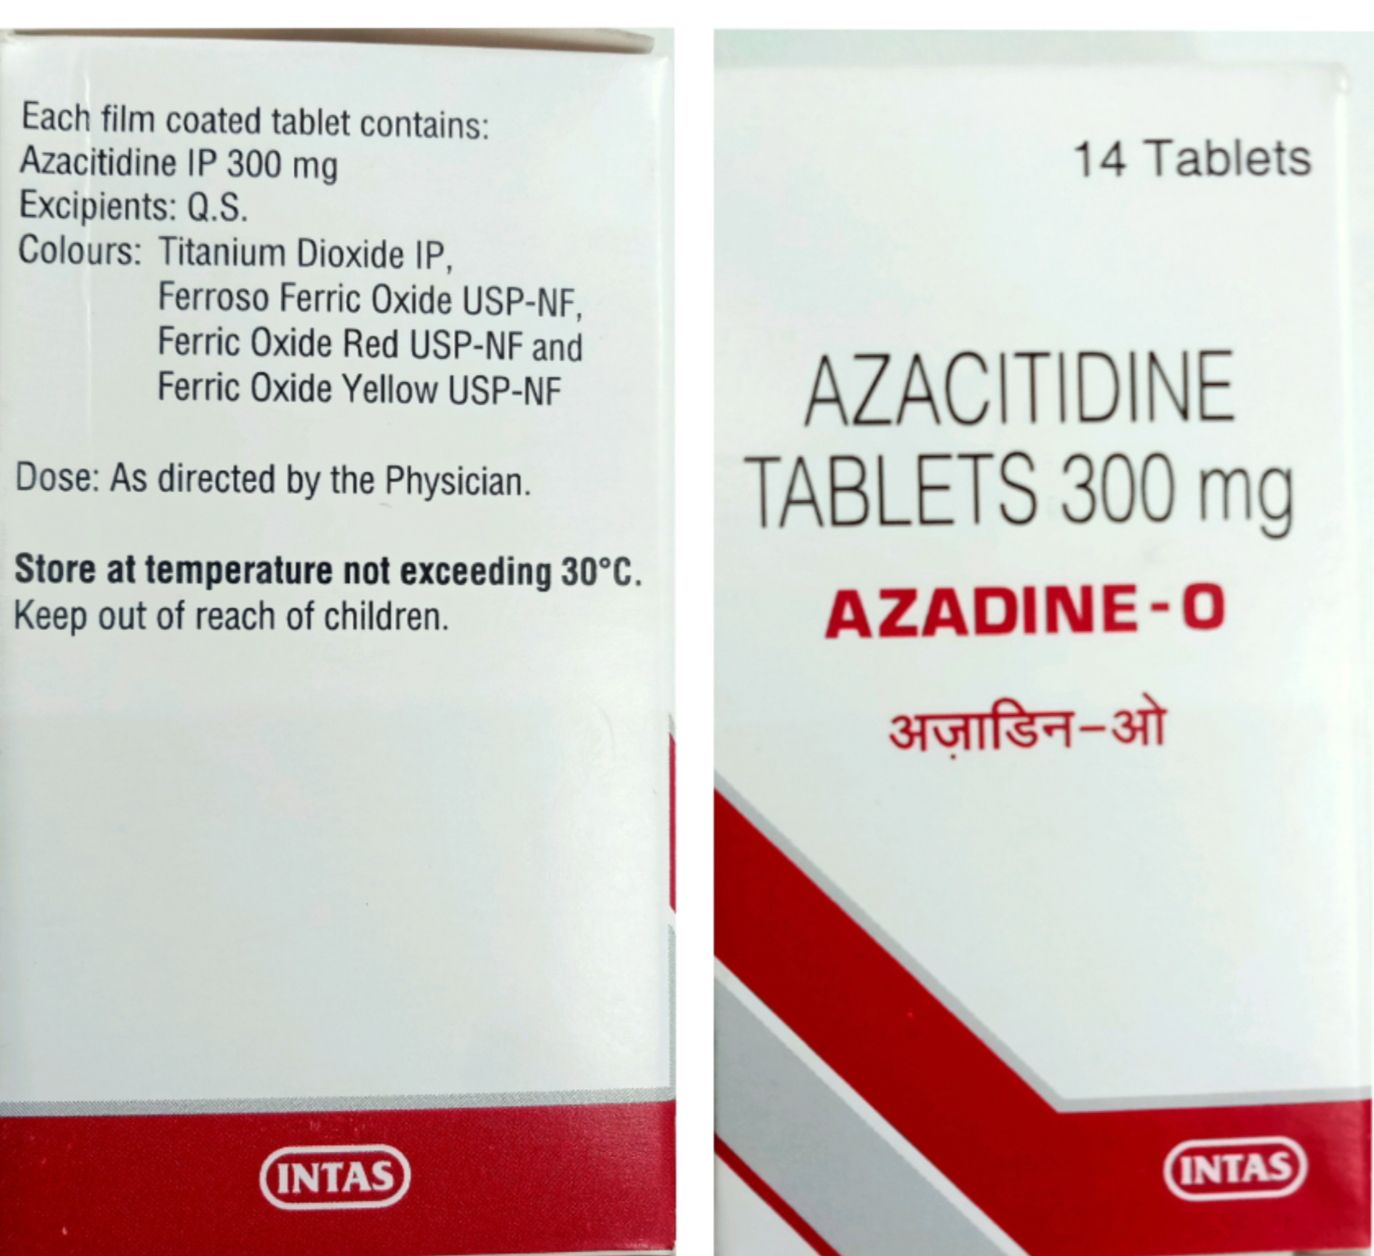 Each film coated tablet contains:
Azacitidine IP 300 mg
Excipients: Q.S.
Colours: Titanium Dioxide IP,
Ferroso Ferric Oxide USP-NF,
Ferric Oxide Red USP-NF and
Ferric Oxide Yellow USP-NF
Dose: As directed by the Physician.
Store at temperature not exceeding 30°C.
Keep out of reach of children.
INTAS
14 Tablets
AZACITIDINE
TABLETS 300 mg
AZADINE-O
अज़ाडिन-ओ
INTAS